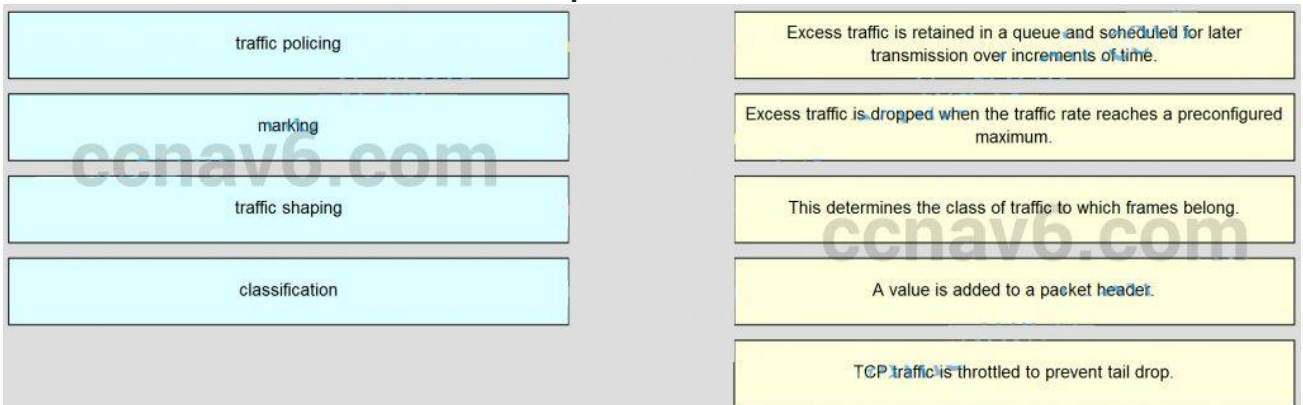 traffic policing
marking
traffic shaping
classification
Excess traffic is retained in a queue and scheduled for later
transmission over increments of time.
Excess traffic is dropped when the traffic rate reaches a preconfigured
maximum.
This determines the class of traffic to which frames belong.
A value is added to a packet header.
TCP traffic is throttled to prevent tail drop.
ccnav6.com
ccnav6.com